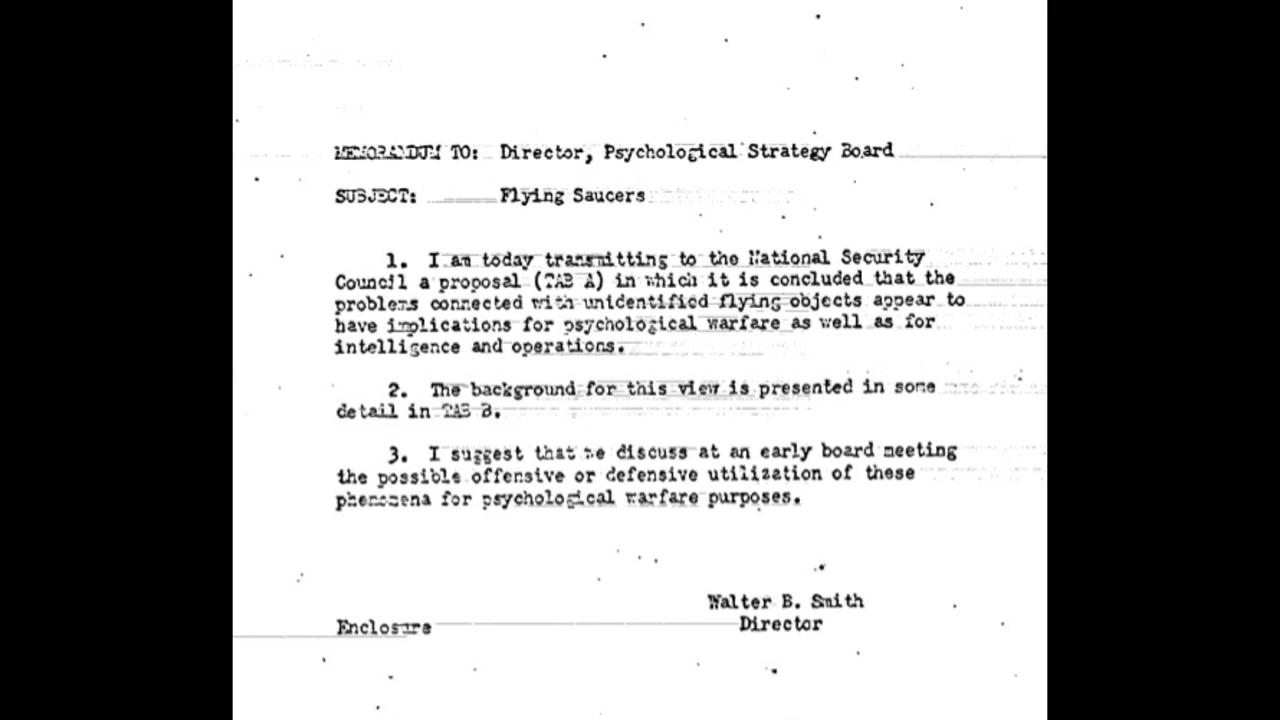 MEMORANDUM TO: Director, Psychological Strategy Board
SUBJECT: Flying Saucers
1. I am today transmitting to the National Security
Council a proposal (TAB A) in which it is concluded that the
problems connected with unidentified flying objects appear to
have implications for psychological warfare as well as for
intelligence and operations.
2. The background for this view is presented in some
detail in TAB B.
3. I suggest that we discuss at an early board meeting
the possible offensive or defensive utilization of these
phenomena for psychological warfare purposes.
Walter B. Smith
Enclosure Director